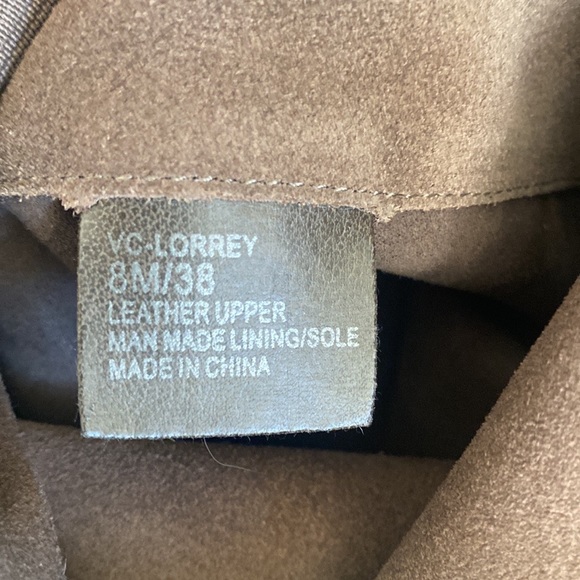 VC-LORREY
8M/38
LEATHER UPPER
MAN MADE LINING/SOLE
MADE IN CHINA